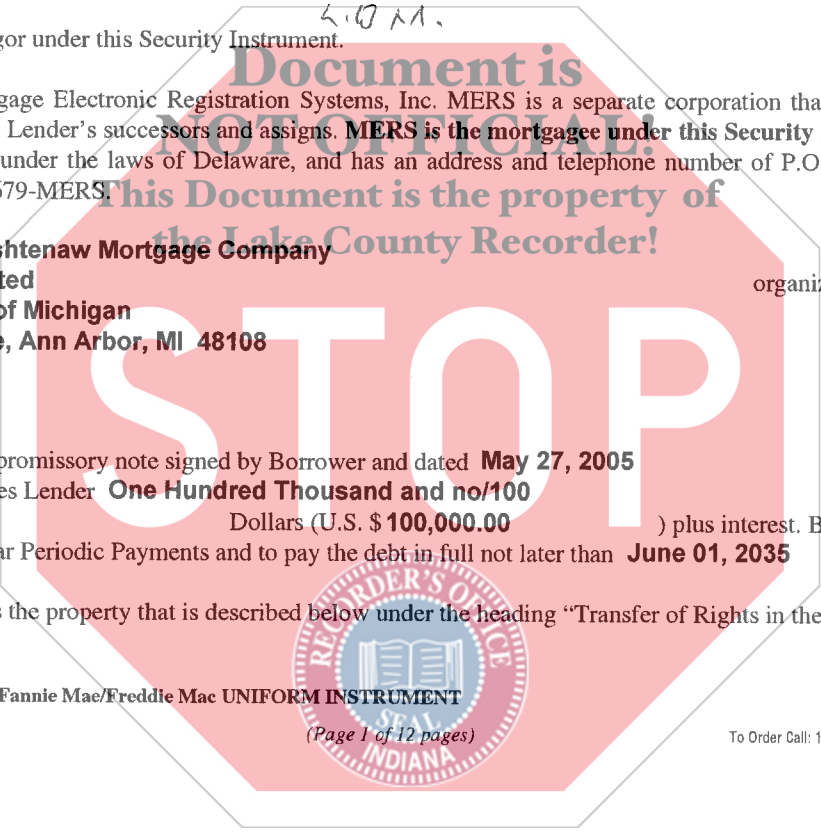 L.O M.
gor under this Security Instrument.
Document is
gage Electronic Registration Systems, Inc. MERS is a separate corporation tha
NOT OFFICIAL!
Lender's successors and assigns. MERS is the mortgagee under this Security
under the laws of Delaware, and has an address and telephone number of P.O
679-MERS.
This Document is the property of
the Lake County Recorder!
shtenaw Mortgage Company
ted
organiz
of Michigan
e, Ann Arbor, MI 48108
STOP
promissory note signed by Borrower and dated May 27, 2005
es Lender One Hundred Thousand and no/100
Dollars (U.S. $ 100,000.00 ) plus interest. B
ar Periodic Payments and to pay the debt in full not later than June 01, 2035
RECORDER'S OFFICE
s the property that is described below under the heading "Transfer of Rights in the
Fannie Mae/Freddie Mac UNIFORM INSTRUMENT
SEAL
(Page 1 of 12 pages)
To Order Call: 1
INDIANA